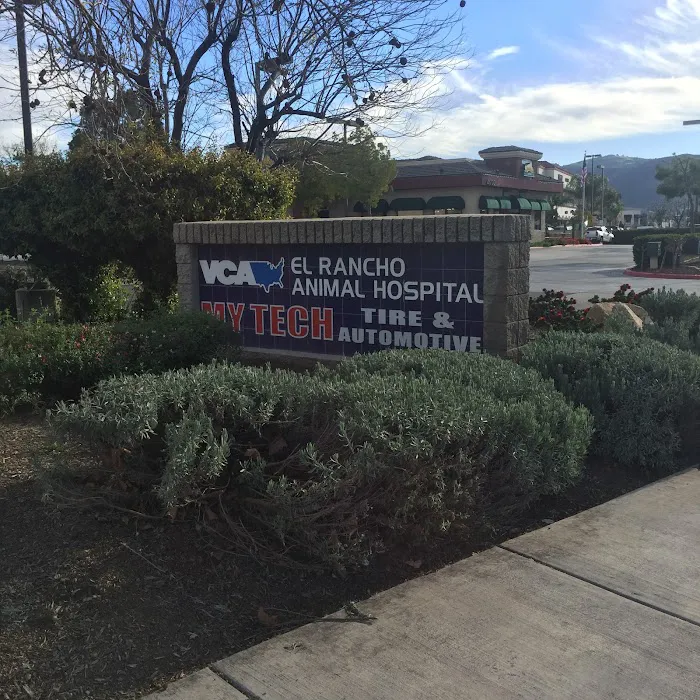 VCA EL RANCHO
ANIMAL HOSPITAL
MY TECH TIRE &
AUTOMOTIVE